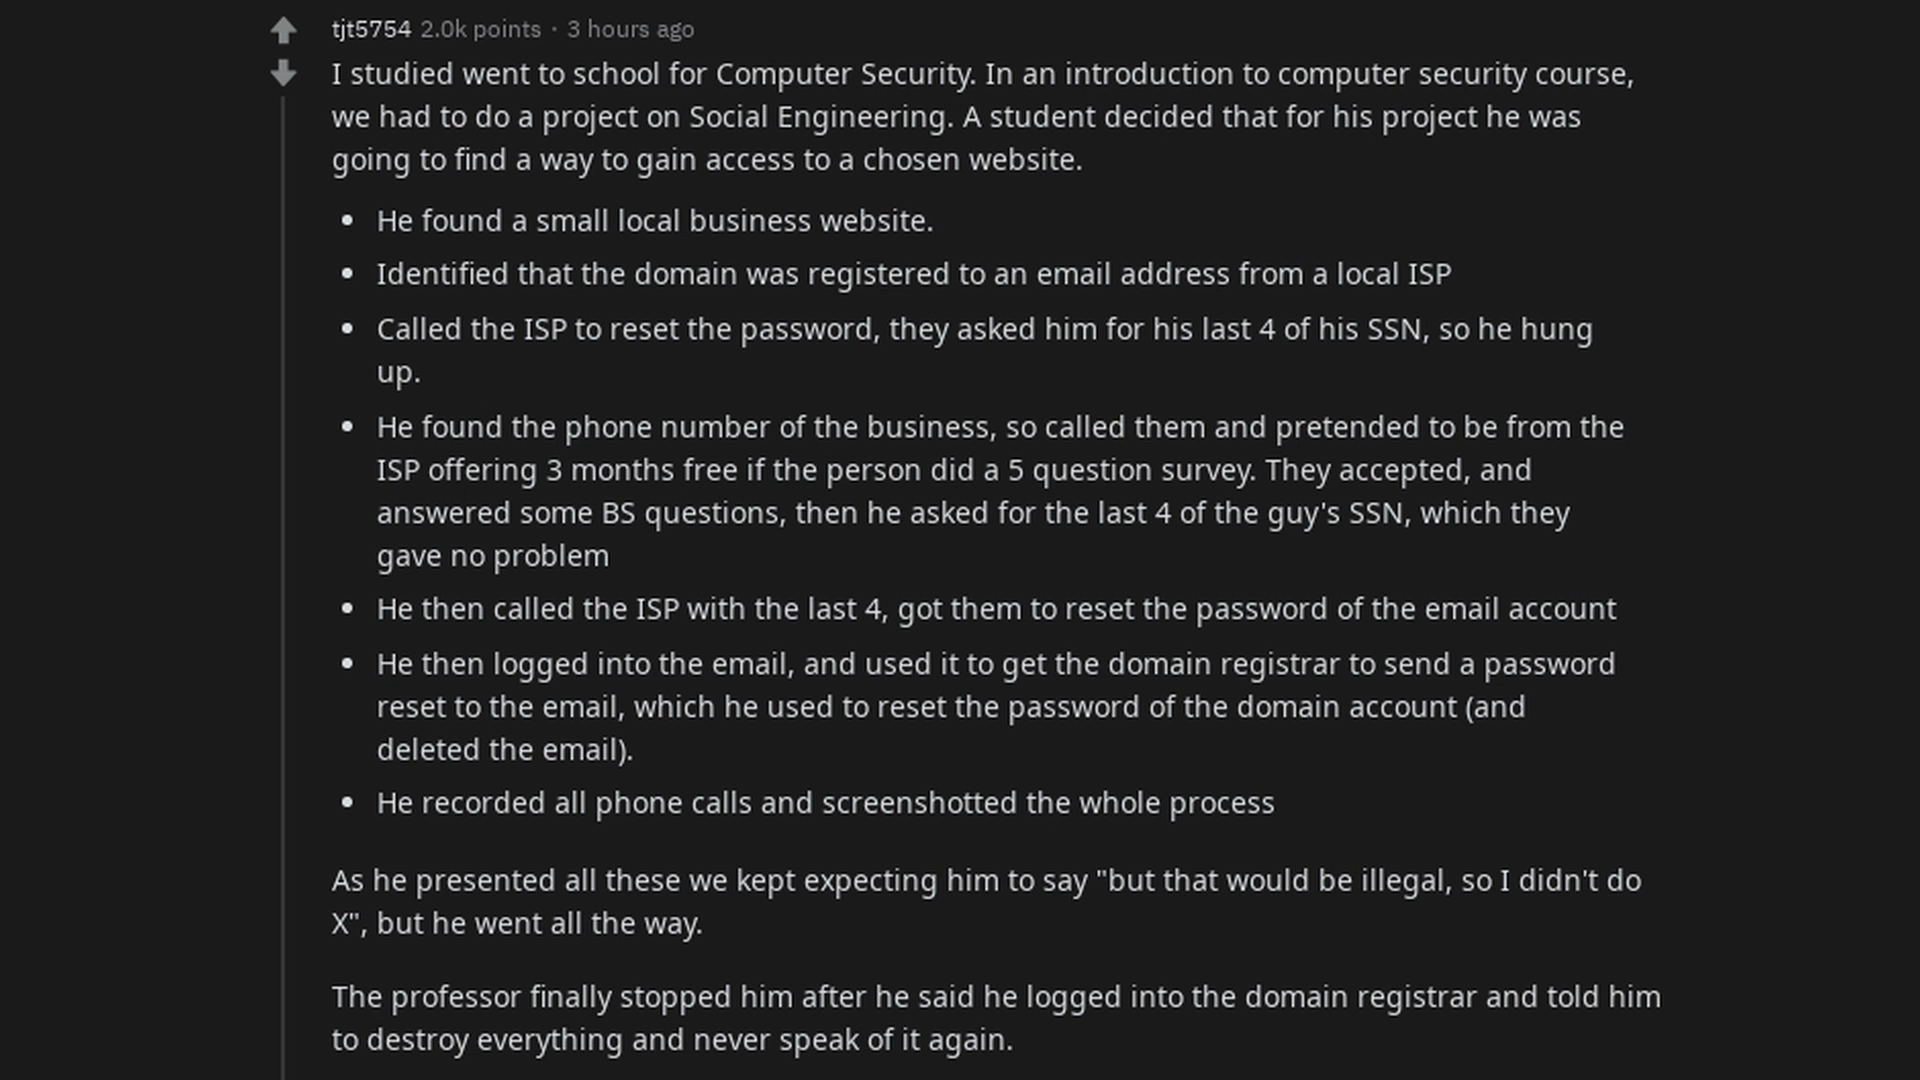 tjt5754 2.0k points · 3 hours ago
I studied went to school for Computer Security. In an introduction to computer security course,
we had to do a project on Social Engineering. A student decided that for his project he was
going to find a way to gain access to a chosen website.
• He found a small local business website.
• Identified that the domain was registered to an email address from a local ISP
• Called the ISP to reset the password, they asked him for his last 4 of his SSN, so he hung
up.
• He found the phone number of the business, so called them and pretended to be from the
ISP offering 3 months free if the person did a 5 question survey. They accepted, and
answered some BS questions, then he asked for the last 4 of the guy's SSN, which they
gave no problem
• He then called the ISP with the last 4, got them to reset the password of the email account
• He then logged into the email, and used it to get the domain registrar to send a password
reset to the email, which he used to reset the password of the domain account (and
deleted the email).
• He recorded all phone calls and screenshotted the whole process
As he presented all these we kept expecting him to say "but that would be illegal, so I didn't do
X", but he went all the way.
The professor finally stopped him after he said he logged into the domain registrar and told him
to destroy everything and never speak of it again.